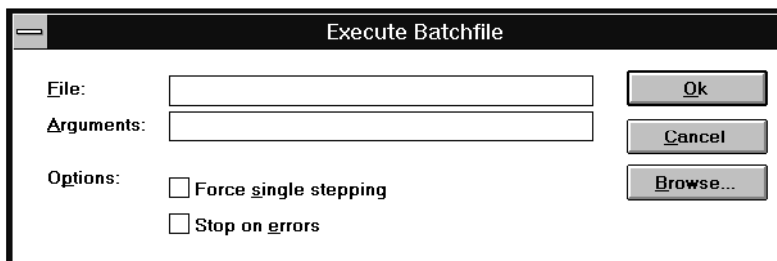 Execute Batchfile
File:
Ok
Arguments:
Cancel
Options:
Force single stepping
Browse...
Stop on errors